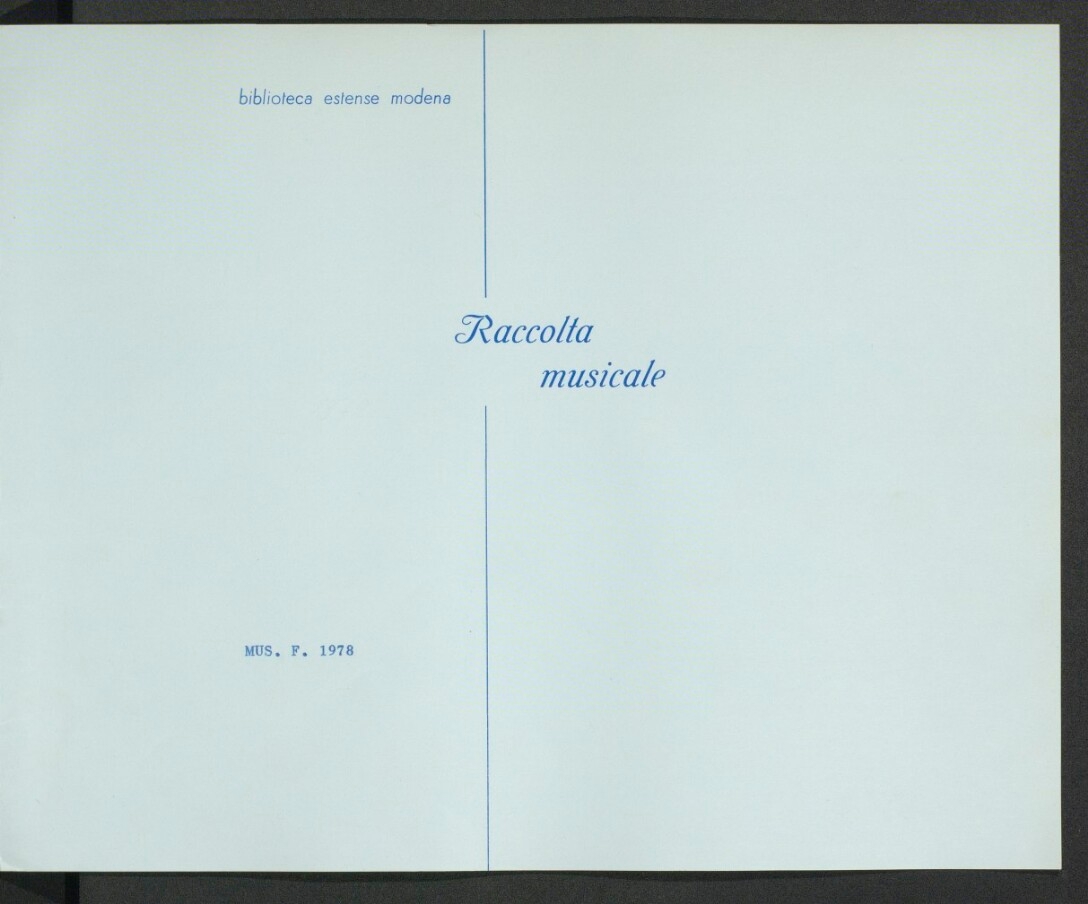 biblioteca estense modena
Raccolta
musicale
MUS. F. 1978